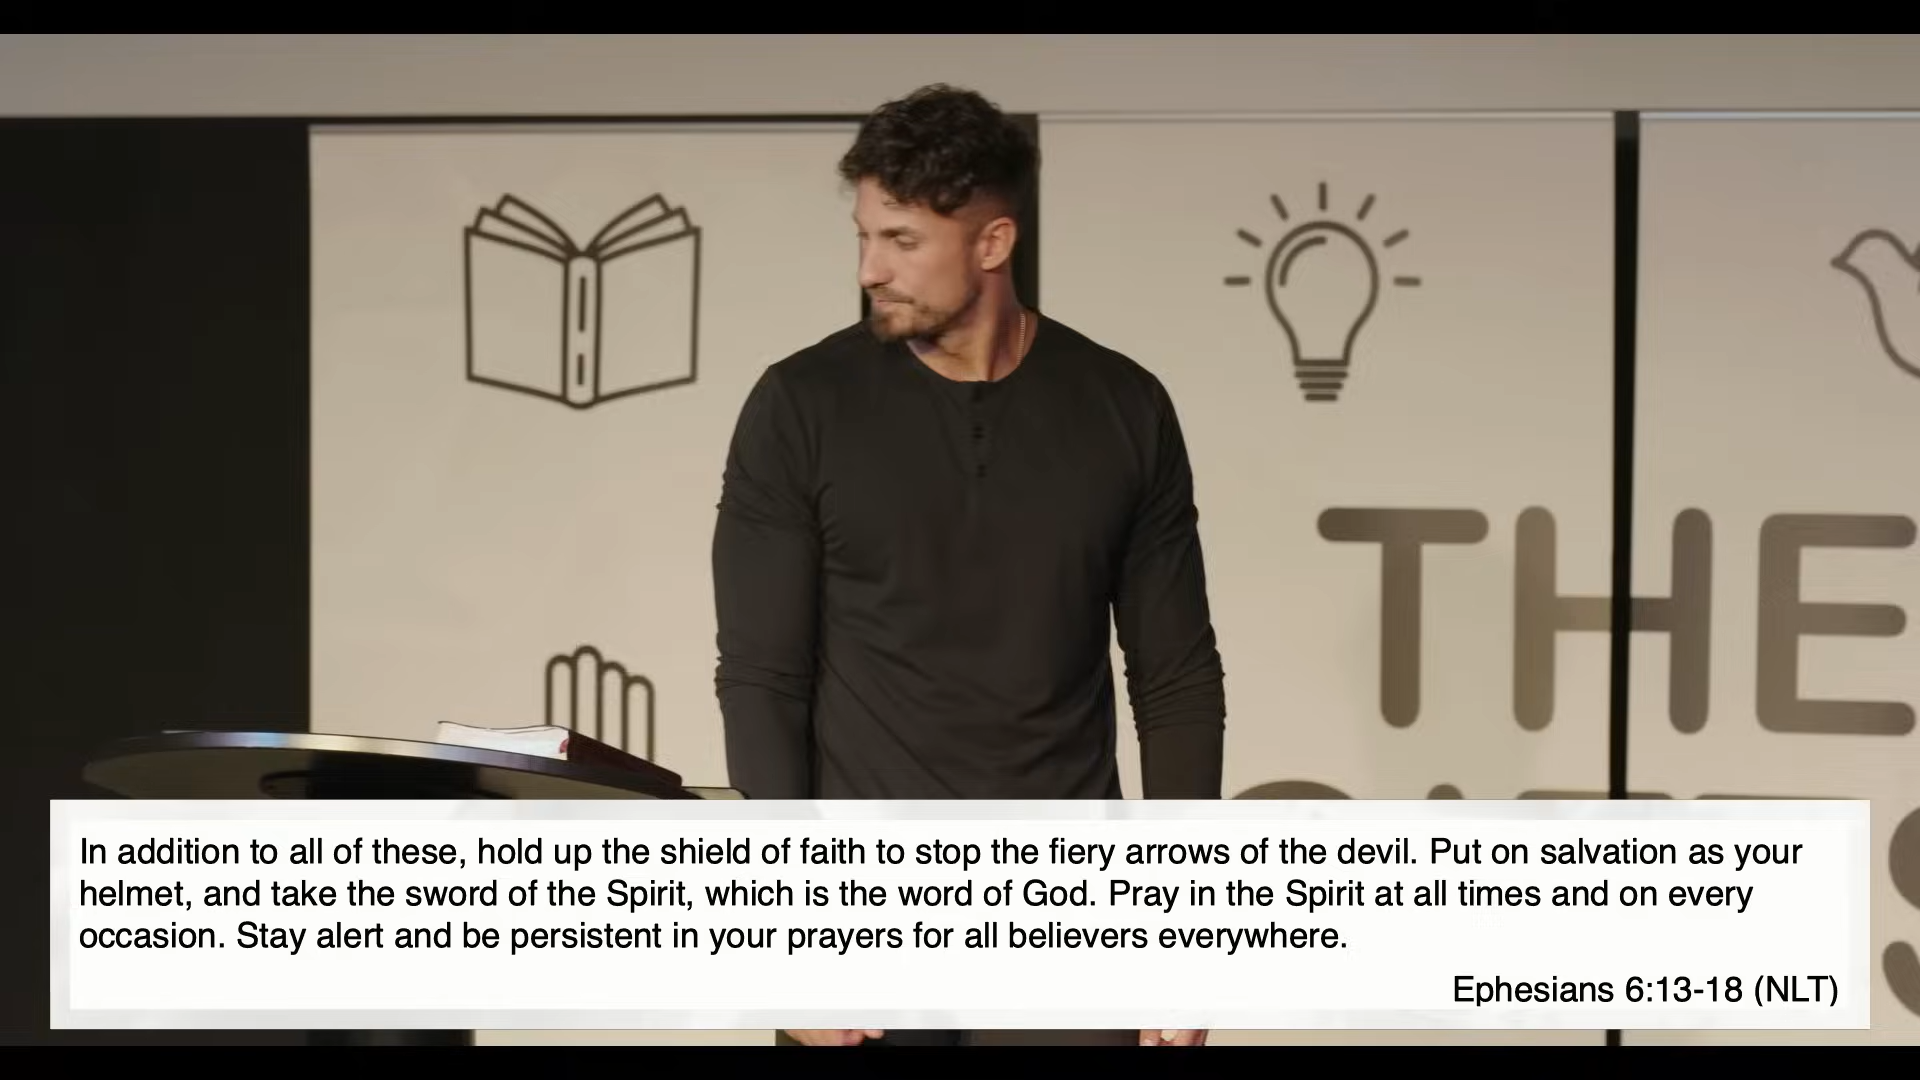 THE
In addition to all of these, hold up the shield of faith to stop the fiery arrows of the devil. Put on salvation as your
helmet, and take the sword of the Spirit, which is the word of God. Pray in the Spirit at all times and on every
occasion. Stay alert and be persistent in your prayers for all believers everywhere.
Ephesians 6:13-18 (NLT)